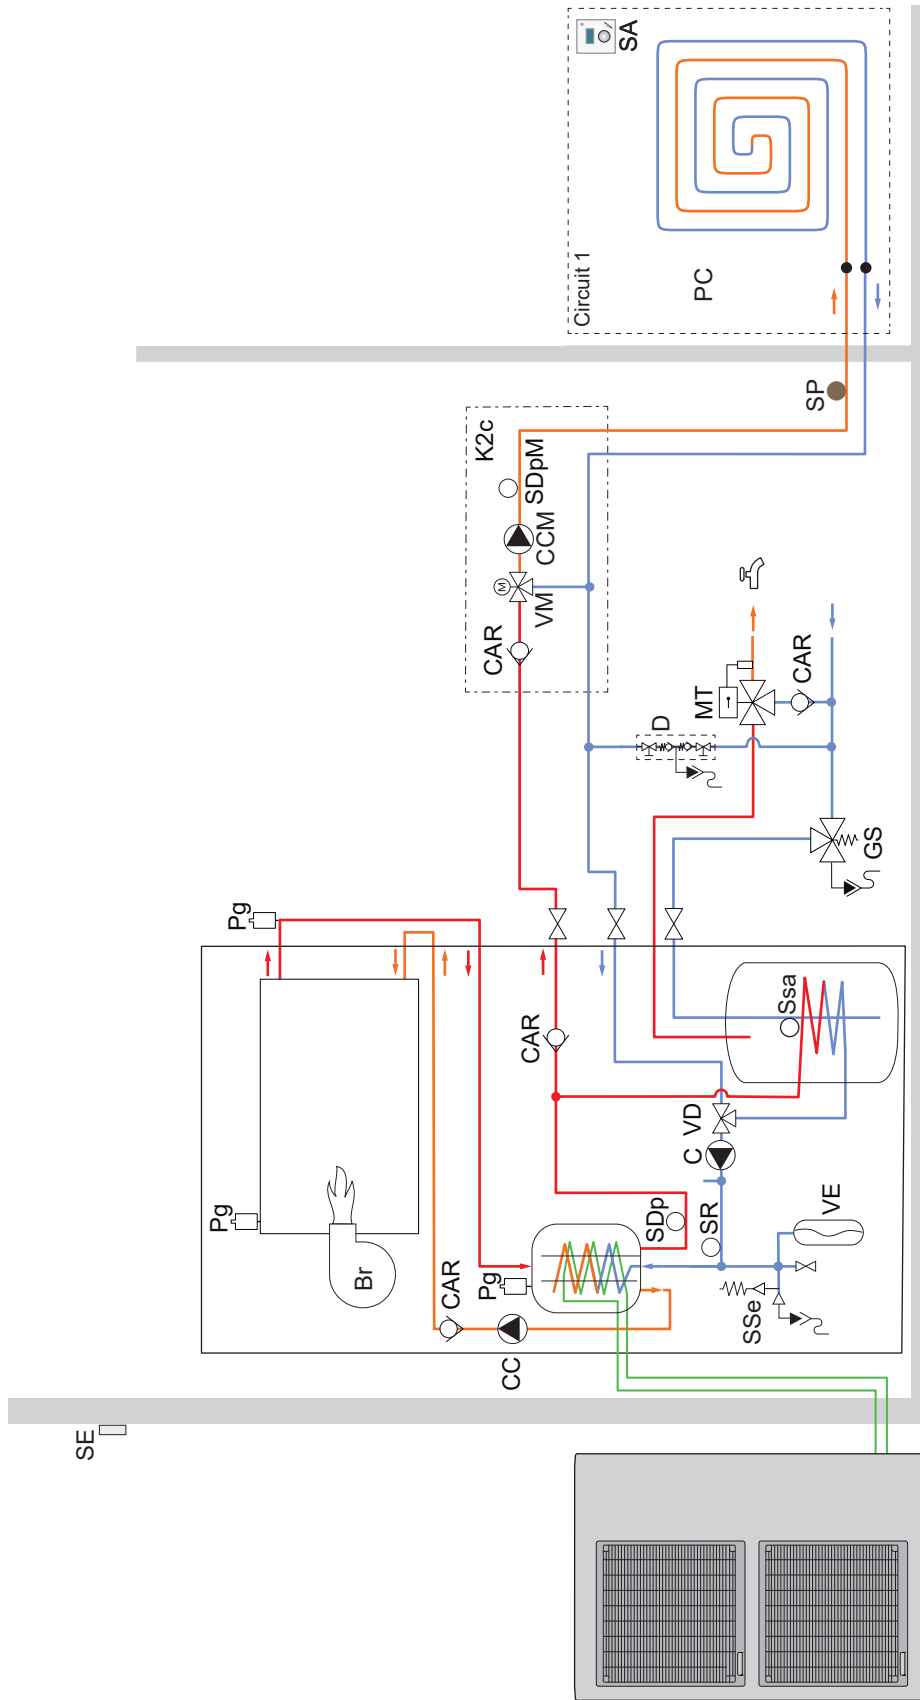 SE
Br
Pg
Pg
CAR
CC
Pg
SDp
SR
SSe
VE
C
VD
CAR
Ssa
GS
D
MT
CAR
CAR
VM
M
CCM
SDpM
K2c
SP
Circuit 1
PC
SA